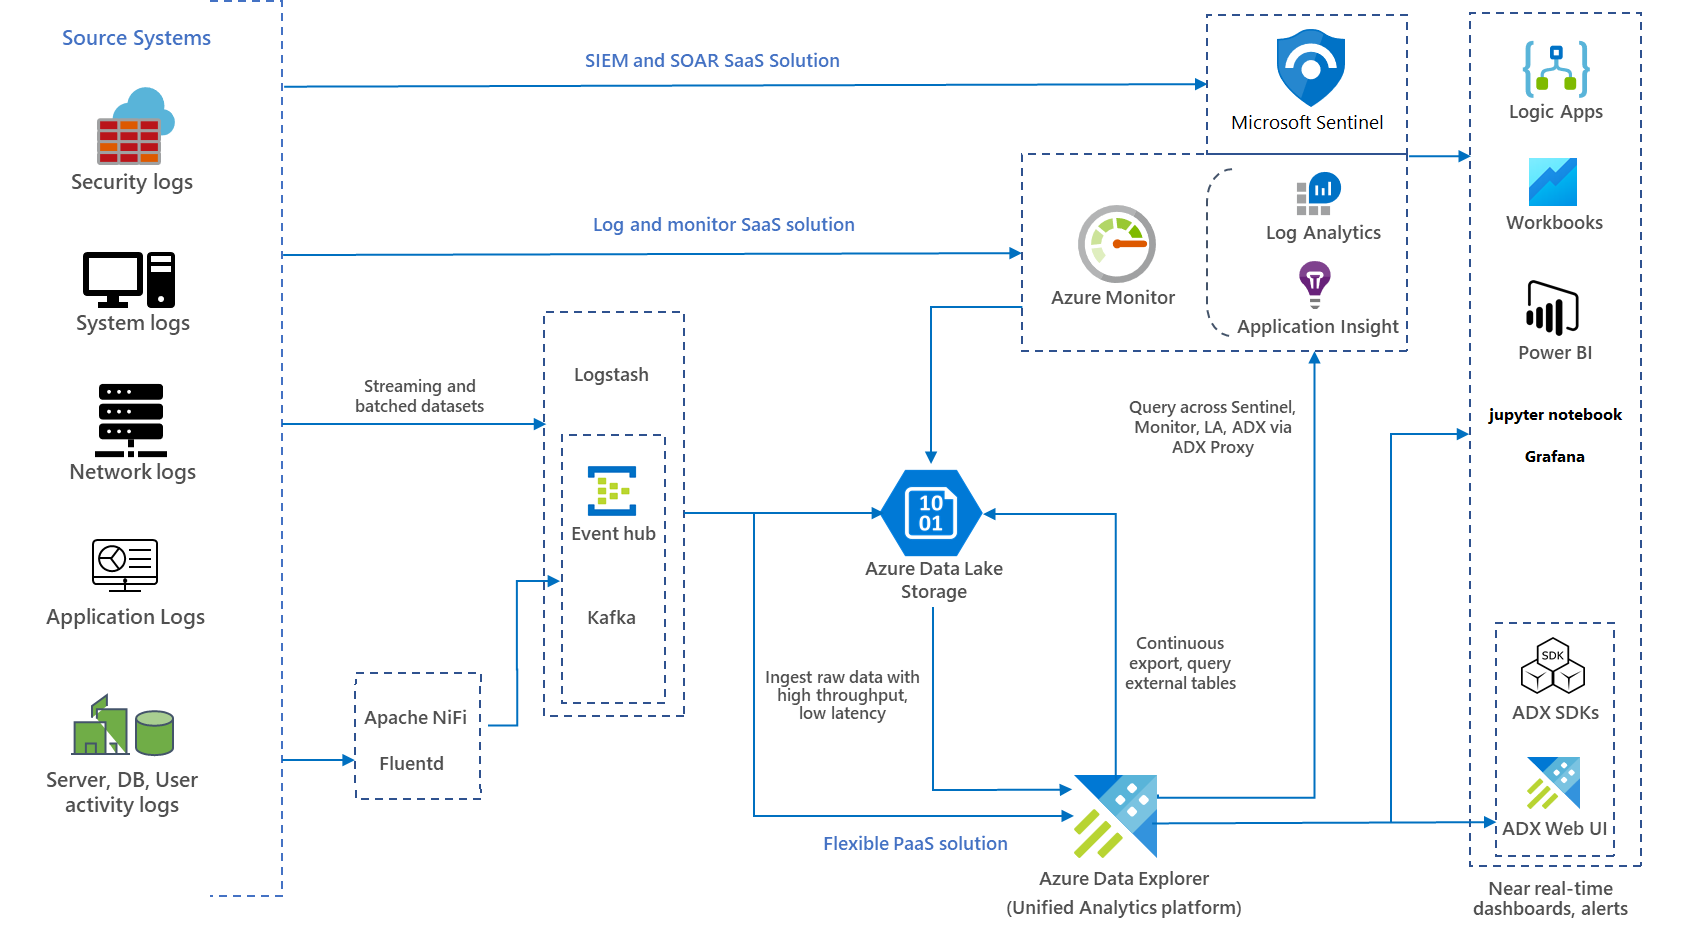 Source Systems
Security logs
System logs
Network logs
Application Logs
Server, DB, User
activity logs
SIEM and SOAR SaaS Solution
Log and monitor SaaS solution
Streaming and
batched datasets
Apache NiFi
Fluentd
Logstash
Event hub
Kafka
Microsoft Sentinel
Azure Monitor
Log Analytics
Application Insight
Query across Sentinel,
Monitor, LA, ADX via
ADX Proxy
10
01
Azure Data Lake
Storage
Ingest raw data with
high throughput,
low latency
Continuous
export, query
external tables
Flexible PaaS solution
Azure Data Explorer
(Unified Analytics platform)
Logic Apps
Workbooks
Power BI
jupyter notebook
Grafana
SDK
ADX SDKs
ADX Web UI
Near real-time
dashboards, alerts